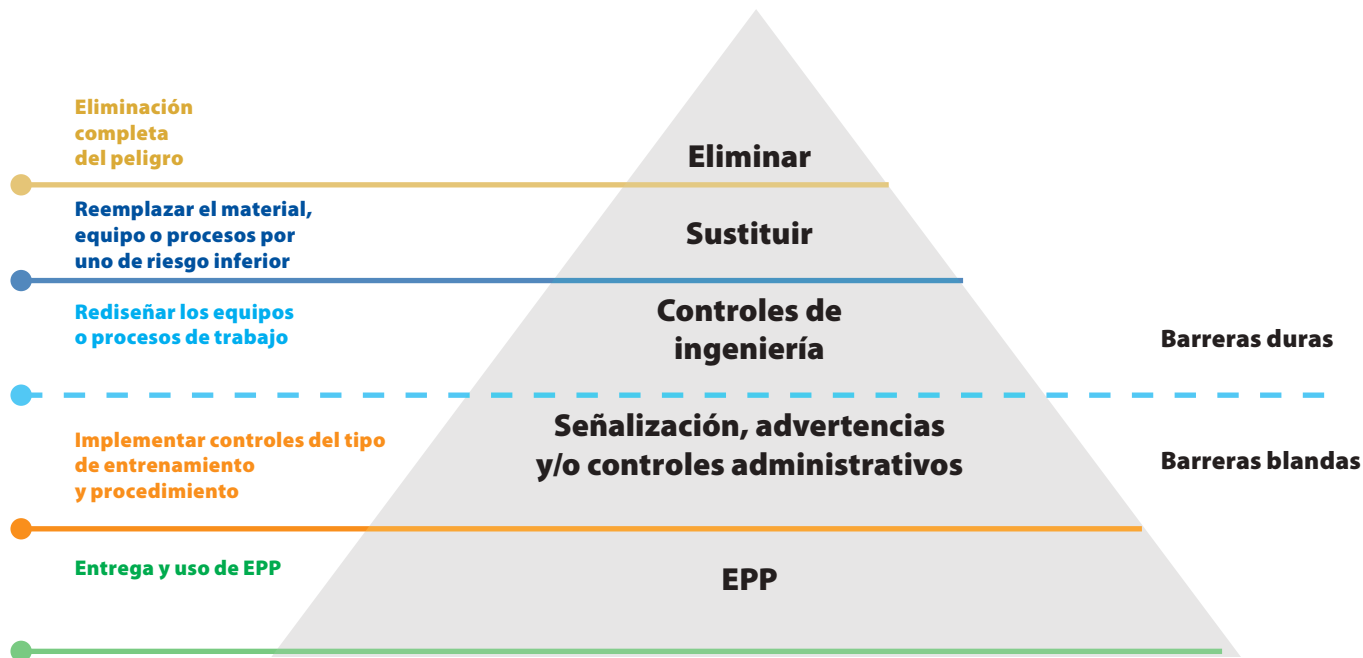 Eliminación
completa
del peligro
Eliminar
Reemplazar el material,
equipo o procesos por
uno de riesgo inferior
Sustituir
Rediseñar los equipos
o procesos de trabajo
Controles de
ingeniería
Barreras duras
Implementar controles del tipo
de entrenamiento
y procedimiento
Señalización, advertencias
y/o controles administrativos
Barreras blandas
Entrega y uso de EPP
EPP